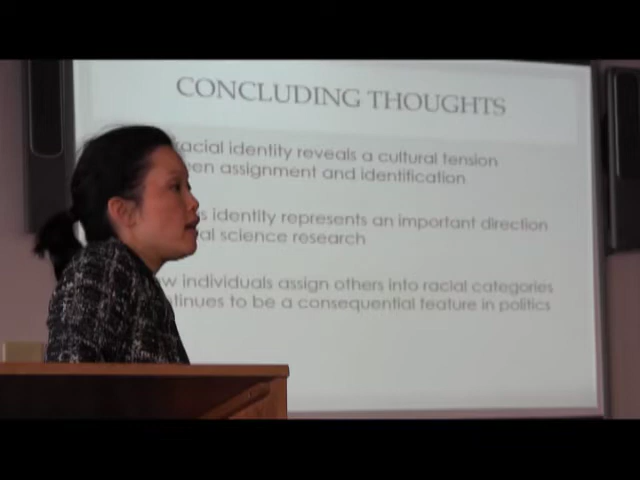 CONCLUDING THOUGHTS
racial identity reveals a cultural tension
een assignment and identification
s identity represents an important direction
al science research
w individuals assign others into racial categories
ntinues to be a consequential feature in politics